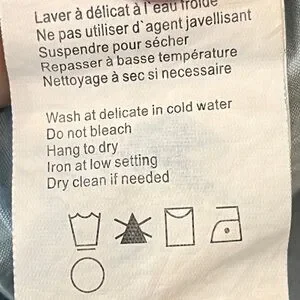 Laver à délicat à l`eau froide
Ne pas utiliser d`agent javellisant
Suspendre pour sécher
Repasser à basse température
Nettoyage à sec si necessaire
Wash at delicate in cold water
Do not bleach
Hang to dry
Iron at low setting
Dry clean if needed